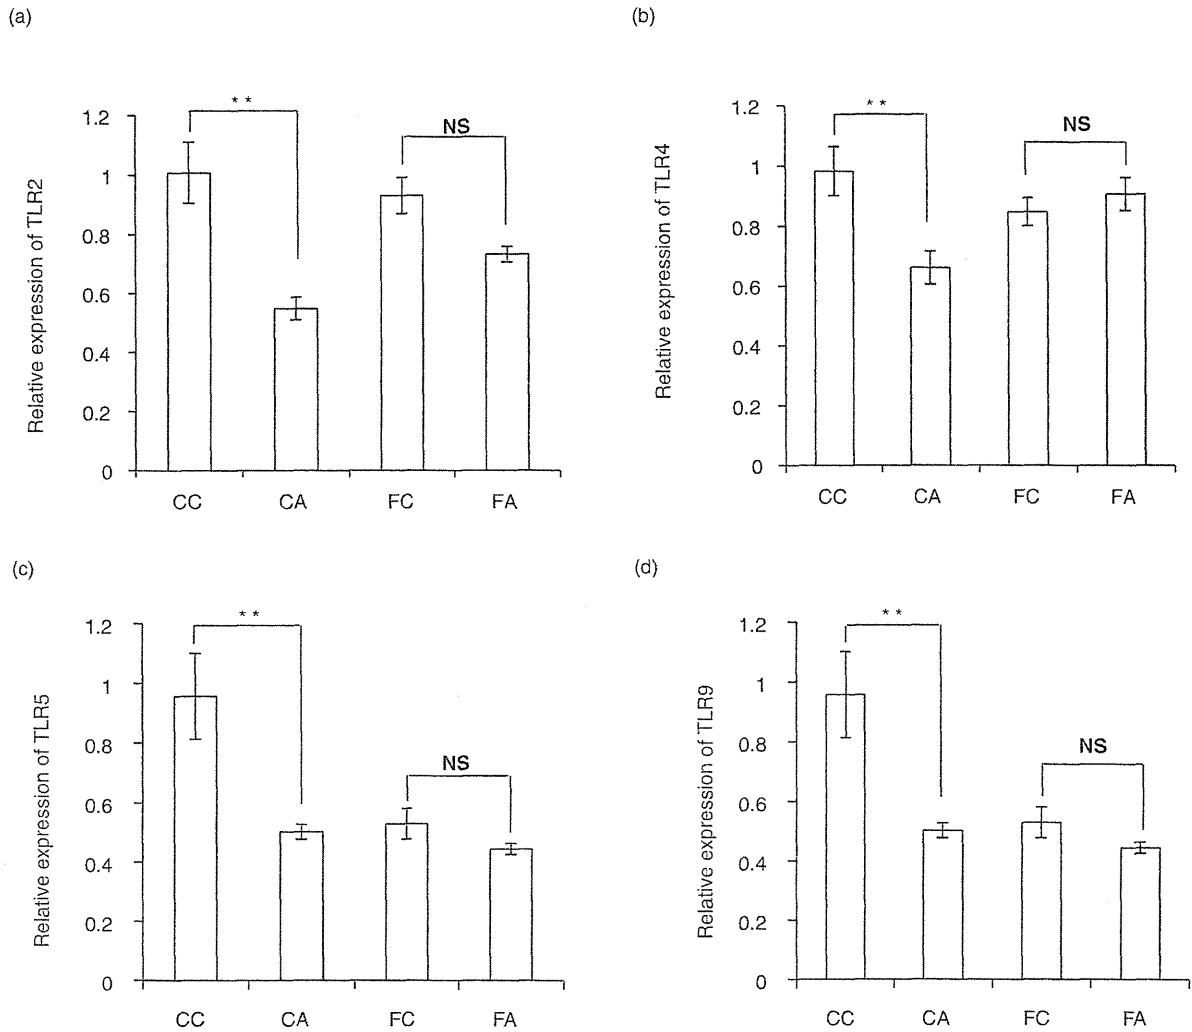 (a)
**
NS
1.2
1
0.8
0.6
0.4
0.2
0
Relative expression of TLR2
CC CA FC FA
(b)
**
NS
1.2
1
0.8
0.6
0.4
0.2
0
Relative expression of TLR4
CC CA FC FA
(c)
**
NS
1.2
1
0.8
0.6
0.4
0.2
0
Relative expression of TLR5
CC CA FC FA
(d)
**
NS
1.2
1
0.8
0.6
0.4
0.2
0
Relative expression of TLR9
CC CA FC FA